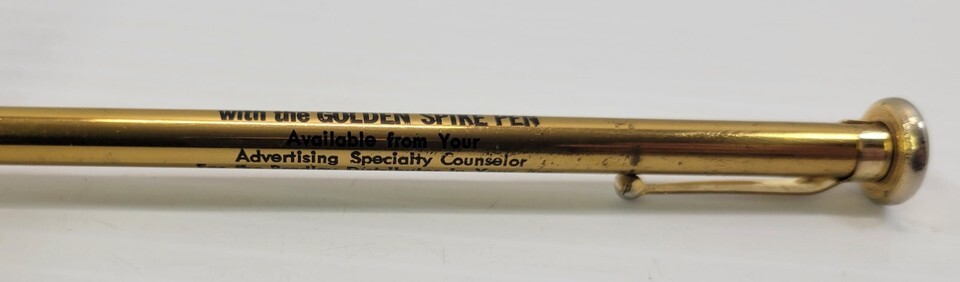 with the GOLDEN SPIKE PEN
Available from Your
Advertising Specialty Counselor